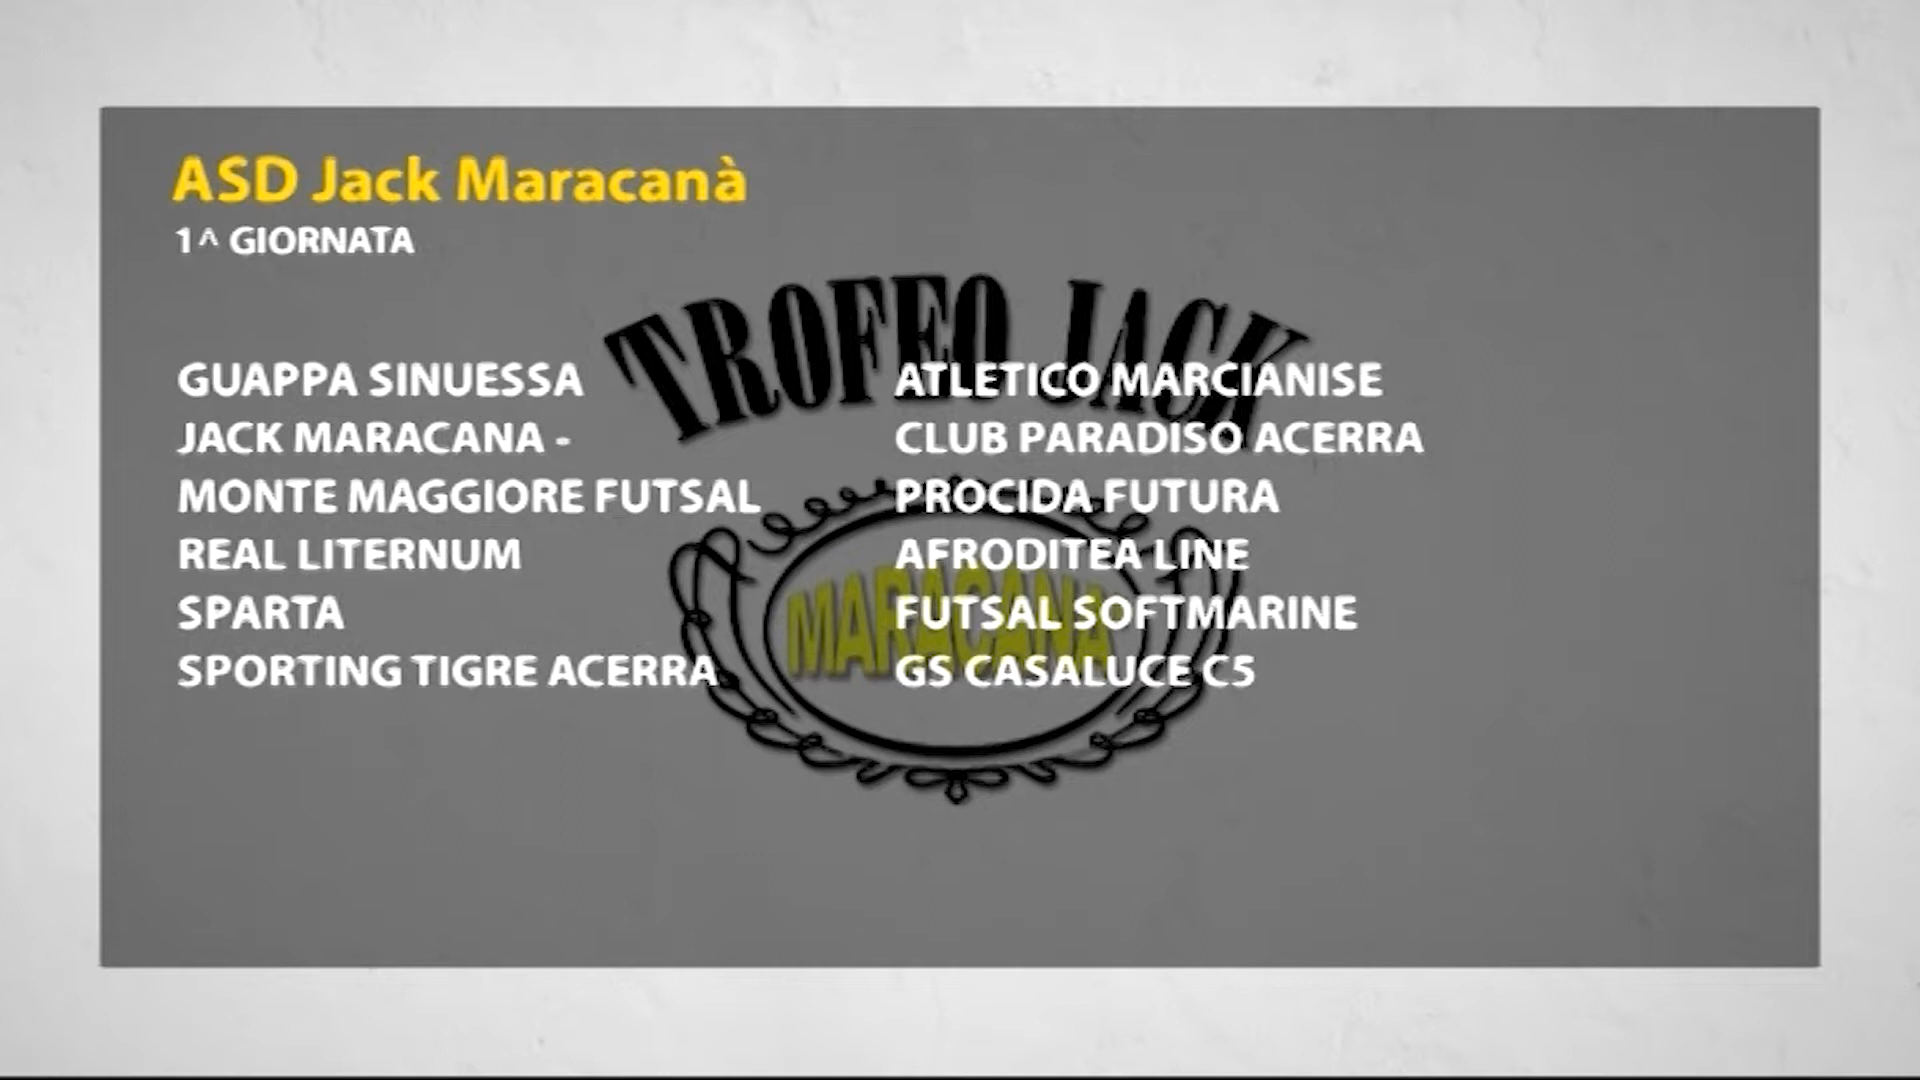 ASD Jack Maracanà
1^ GIORNATA
TROFEO JACK
GUAPPA SINUESSA ATLETICO MARCIANISE
JACK MARACANA - CLUB PARADISO ACERRA
MONTE MAGGIORE FUTSAL PROCIDA FUTURA
REAL LITERNUM AFRODITEA LINE
SPARTA FUTSAL SOFTMARINE
MARACANA
SPORTING TIGRE ACERRA GS CASALUCE C5